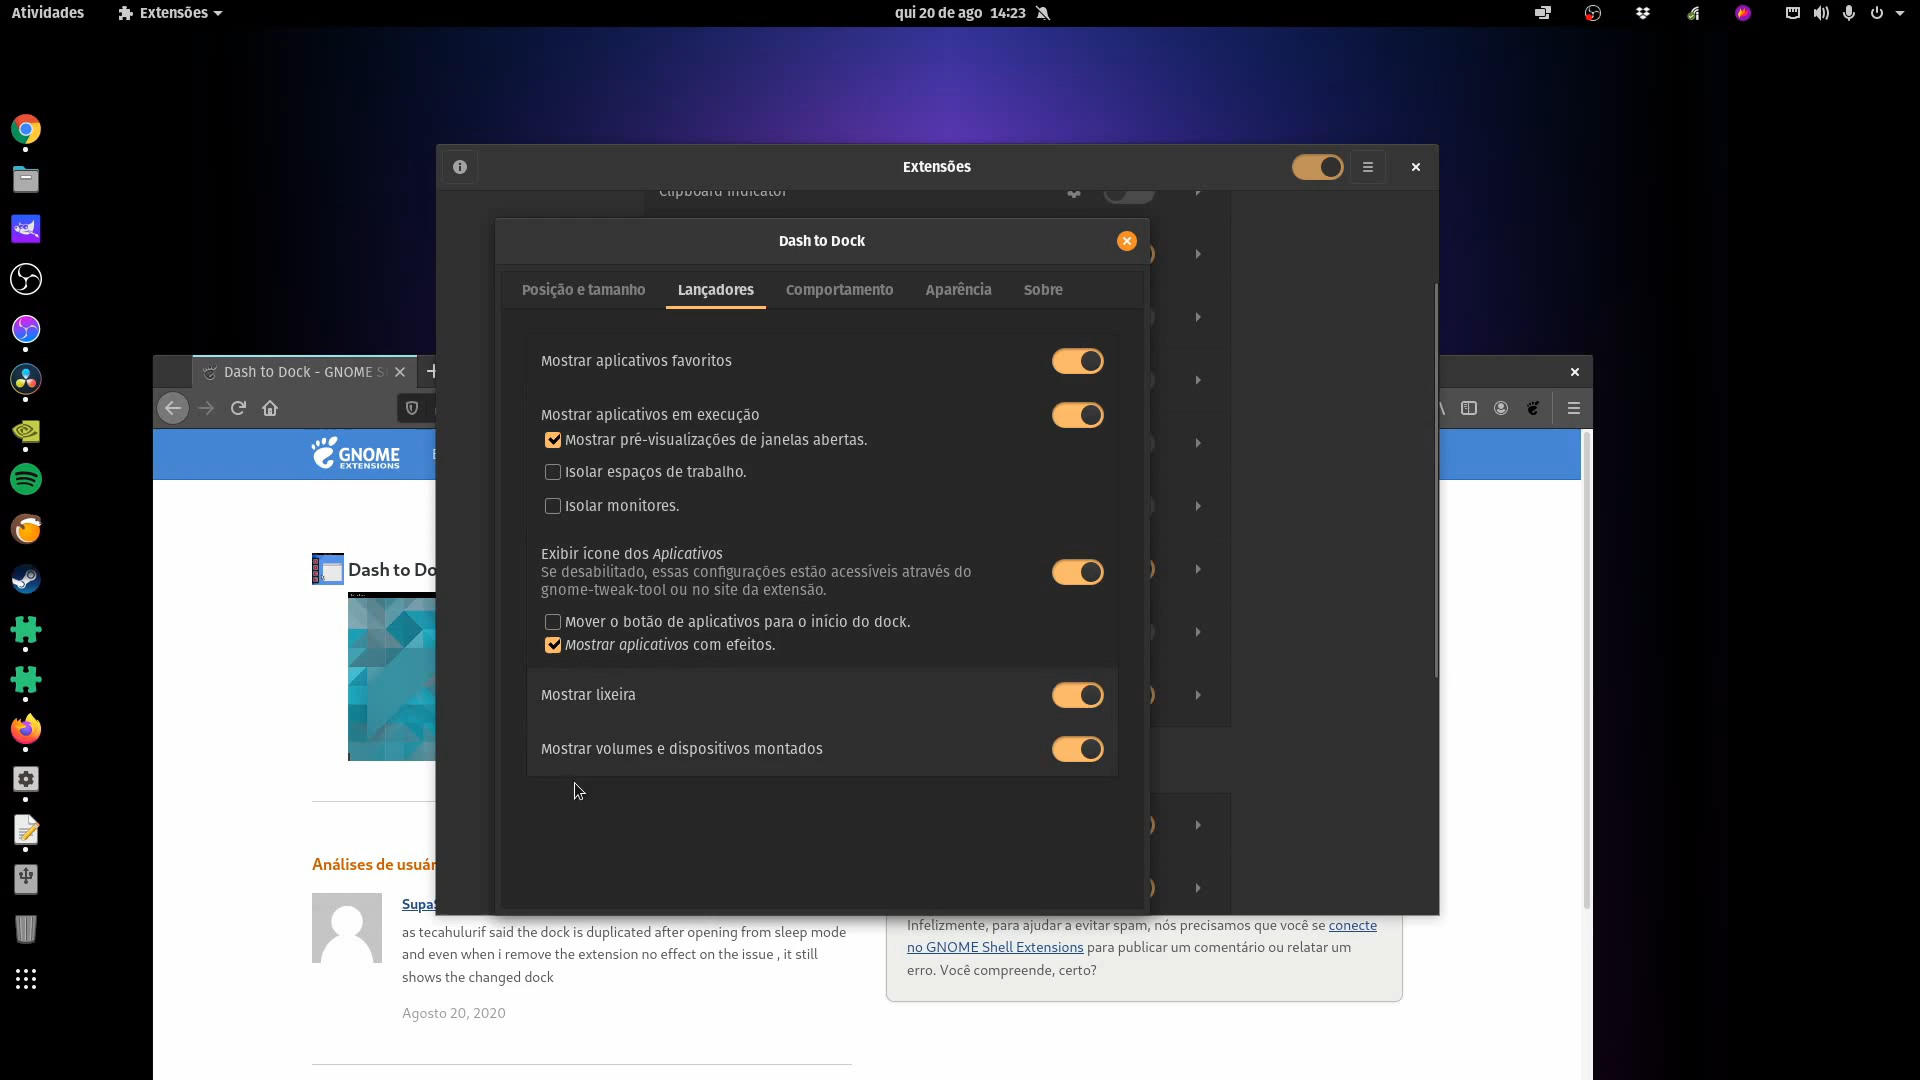 Atividades
Extensões
qui 20 de ago 14:23
Extensões
Clipboard Indicator
Dash to Dock
Posição e tamanho
Lançadores
Comportamento
Aparência
Sobre
Mostrar aplicativos favoritos
Mostrar aplicativos em execução
Mostrar pré-visualizações de janelas abertas.
Isolar espaços de trabalho.
Isolar monitores.
Exibir ícone dos Aplicativos
Se desabilitado, essas configurações estão acessíveis através do
gnome-tweak-tool ou no site da extensão.
Mover o botão de aplicativos para o início do dock.
Mostrar aplicativos com efeitos.
Mostrar lixeira
Mostrar volumes e dispositivos montados
Dash to Dock - GNOME S
GNOME
EXTENSIONS
Dash to Do
Análises de usuár
SupaS
as tecahulurif said the dock is duplicated after opening from sleep mode
and even when i remove the extension no effect on the issue , it still
shows the changed dock
Agosto 20, 2020
Infelizmente, para ajudar a evitar spam, nós precisamos que você se conecte
no GNOME Shell Extensions para publicar um comentário ou relatar um
erro. Você compreende, certo?